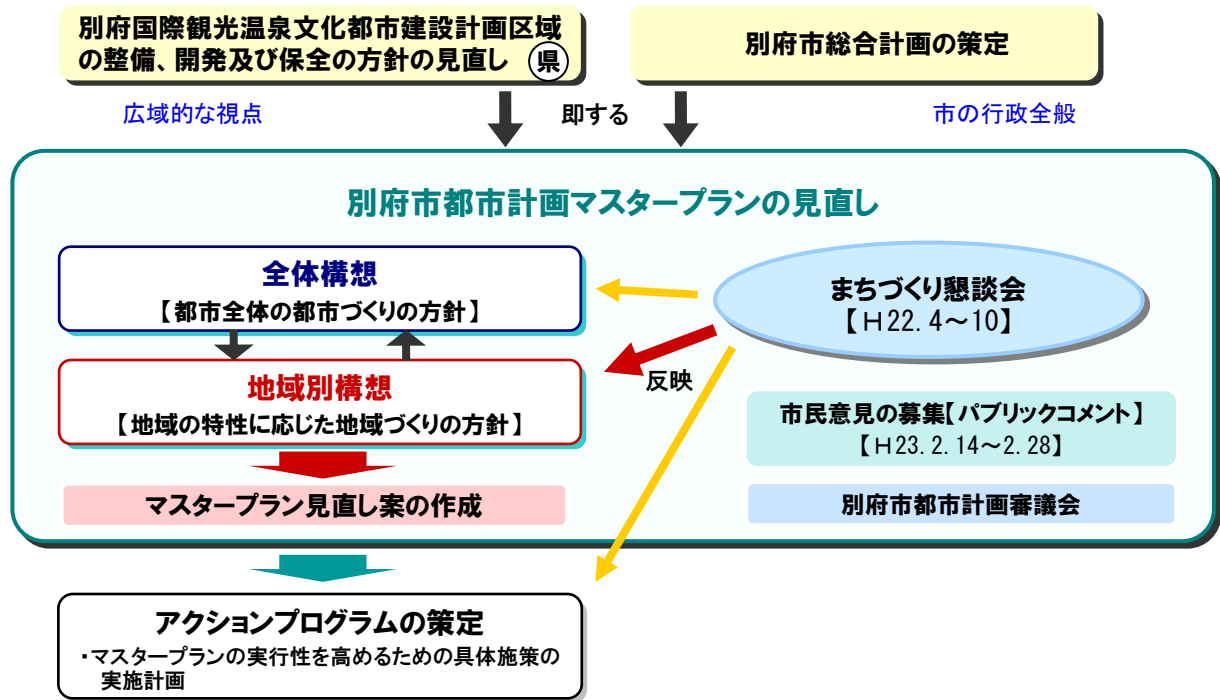 別府国際観光温泉文化都市建設計画区域
の整備、開発及び保全の方針の見直し 県
別府市総合計画の策定
広域的な視点
即する
市の行政全般
別府市都市計画マスタープランの見直し
全体構想
【都市全体の都市づくりの方針】
まちづくり懇談会
【H22.4~10】
地域別構想
【地域の特性に応じた地域づくりの方針】
反映
市民意見の募集【パブリックコメント】
【H23.2.14~2.28】
マスタープラン見直し案の作成
別府市都市計画審議会
アクションプログラムの策定
・マスタープランの実行性を高めるための具体施策の
実施計画